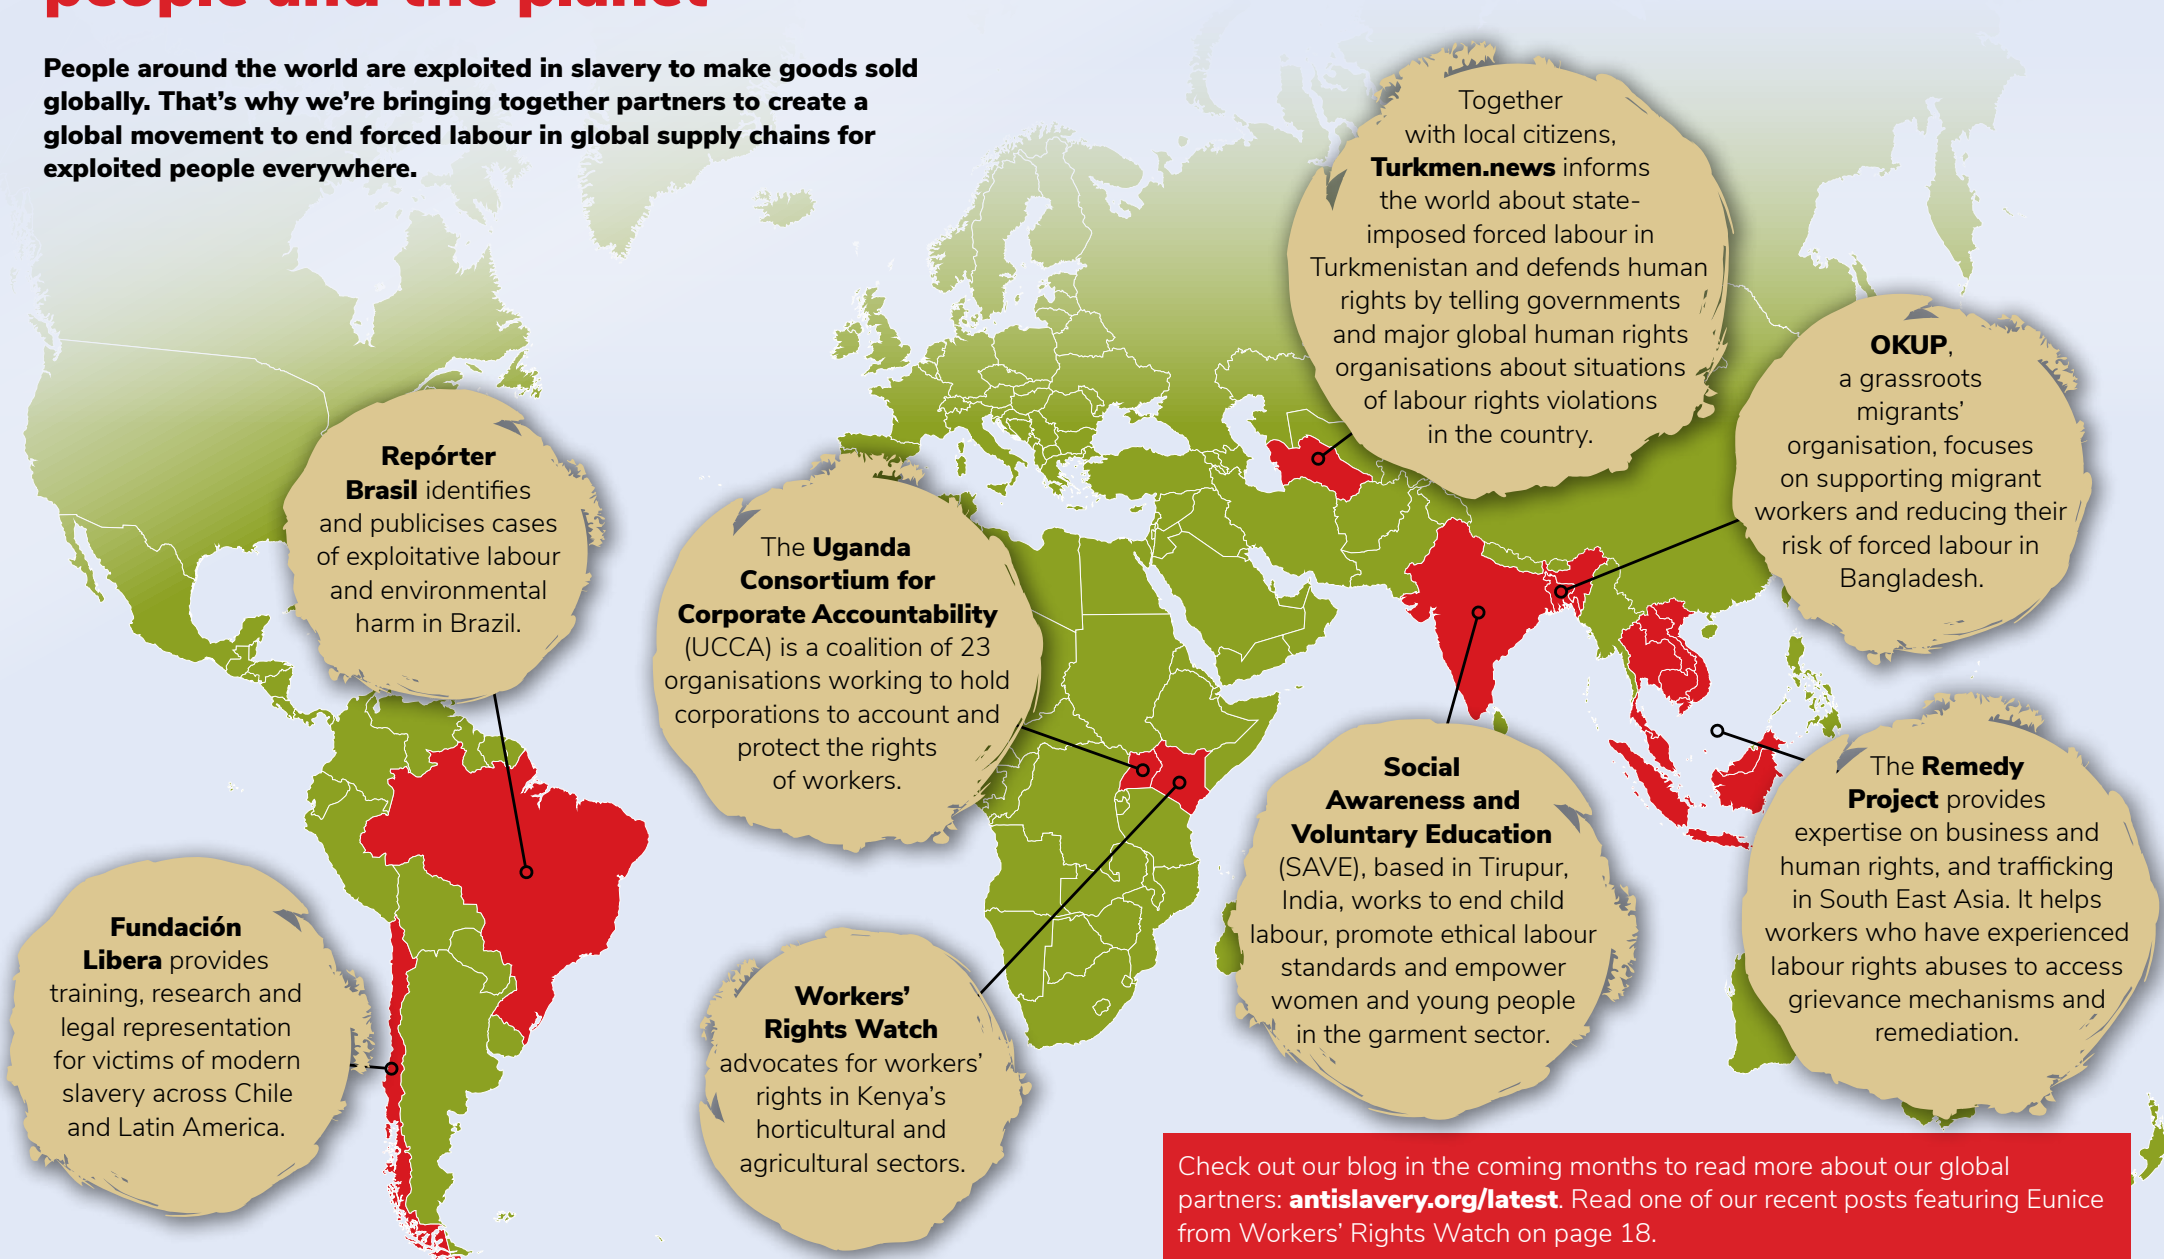 people and the planet
People around the world are exploited in slavery to make goods sold
globally. That's why we're bringing together partners to create a
global movement to end forced labour in global supply chains for
exploited people everywhere.
Together
with local citizens,
Turkmen.news informs
the world about state-
imposed forced labour in
Turkmenistan and defends human
rights by telling governments
and major global human rights
organisations about situations
of labour rights violations
in the country.
OKUP,
a grassroots
migrants'
organisation, focuses
on supporting migrant
workers and reducing their
risk of forced labour in
Bangladesh.
Repórter
Brasil identifies
and publicises cases
of exploitative labour
and environmental
harm in Brazil.
The Uganda
Consortium for
Corporate Accountability
(UCCA) is a coalition of 23
organisations working to hold
corporations to account and
protect the rights
of workers.
Social
Awareness and
Voluntary Education
(SAVE), based in Tirupur,
India, works to end child
labour, promote ethical labour
standards and empower
women and young people
in the garment sector.
The Remedy
Project provides
expertise on business and
human rights, and trafficking
in South East Asia. It helps
workers who have experienced
labour rights abuses to access
grievance mechanisms and
remediation.
Fundación
Libera provides
training, research and
legal representation
for victims of modern
slavery across Chile
and Latin America.
Workers'
Rights Watch
advocates for workers'
rights in Kenya's
horticultural and
agricultural sectors.
Check out our blog in the coming months to read more about our global
partners: antislavery.org/latest. Read one of our recent posts featuring Eunice
from Workers' Rights Watch on page 18.